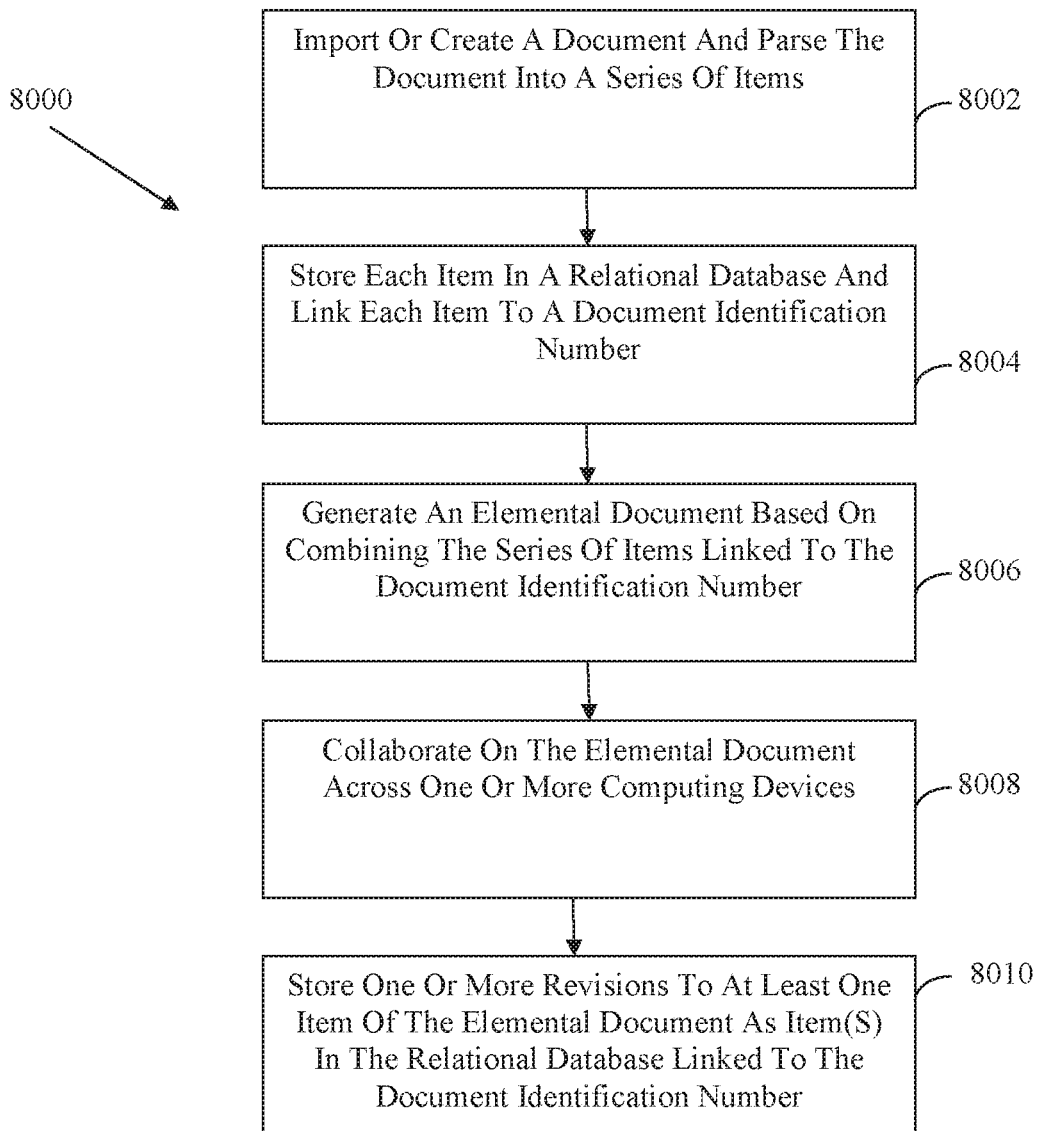 Import Or Create A Document And Parse The
Document Into A Series Of Items
8000
8002
Store Each Item In A Relational Database And
Link Each Item To A Document Identification
Number
8004
Generate An Elemental Document Based On
Combining The Series Of Items Linked To The
Document Identification Number
8006
Collaborate On The Elemental Document
Across One Or More Computing Devices
8008
Store One Or More Revisions To At Least One
Item Of The Elemental Document As Item(S)
In The Relational Database Linked To The
Document Identification Number
8010